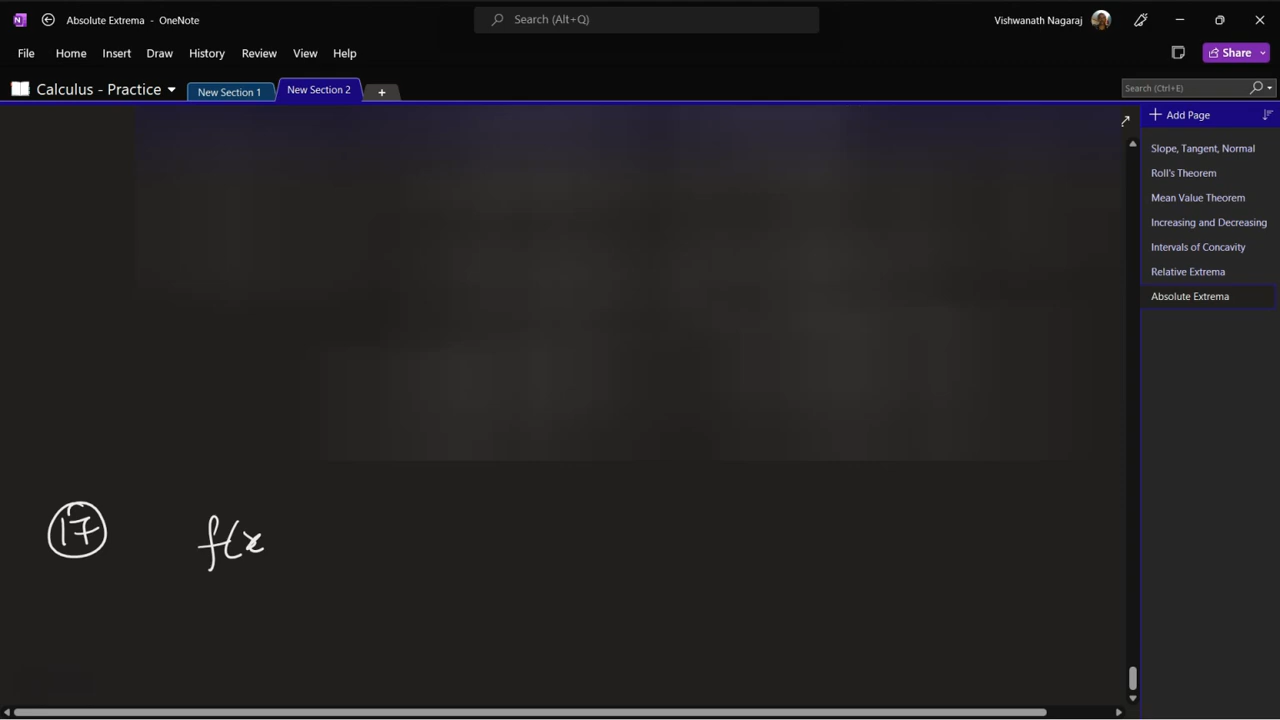 Absolute Extrema - OneNote
Search (Alt+Q)
Vishwanath Nagaraj
File Home Insert Draw History Review View Help
Share
Calculus - Practice
New Section 1
New Section 2
+
Search (Ctrl+E)
Add Page
Slope, Tangent, Normal
Roll's Theorem
Mean Value Theorem
Increasing and Decreasing
Intervals of Concavity
Relative Extrema
Absolute Extrema
17 f(x